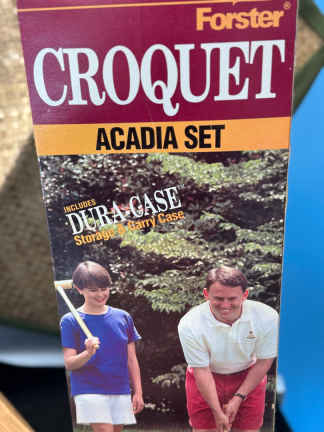 Forster®
CROQUET
ACADIA SET
INCLUDES
DURA-CASE
Storage & Carry Case